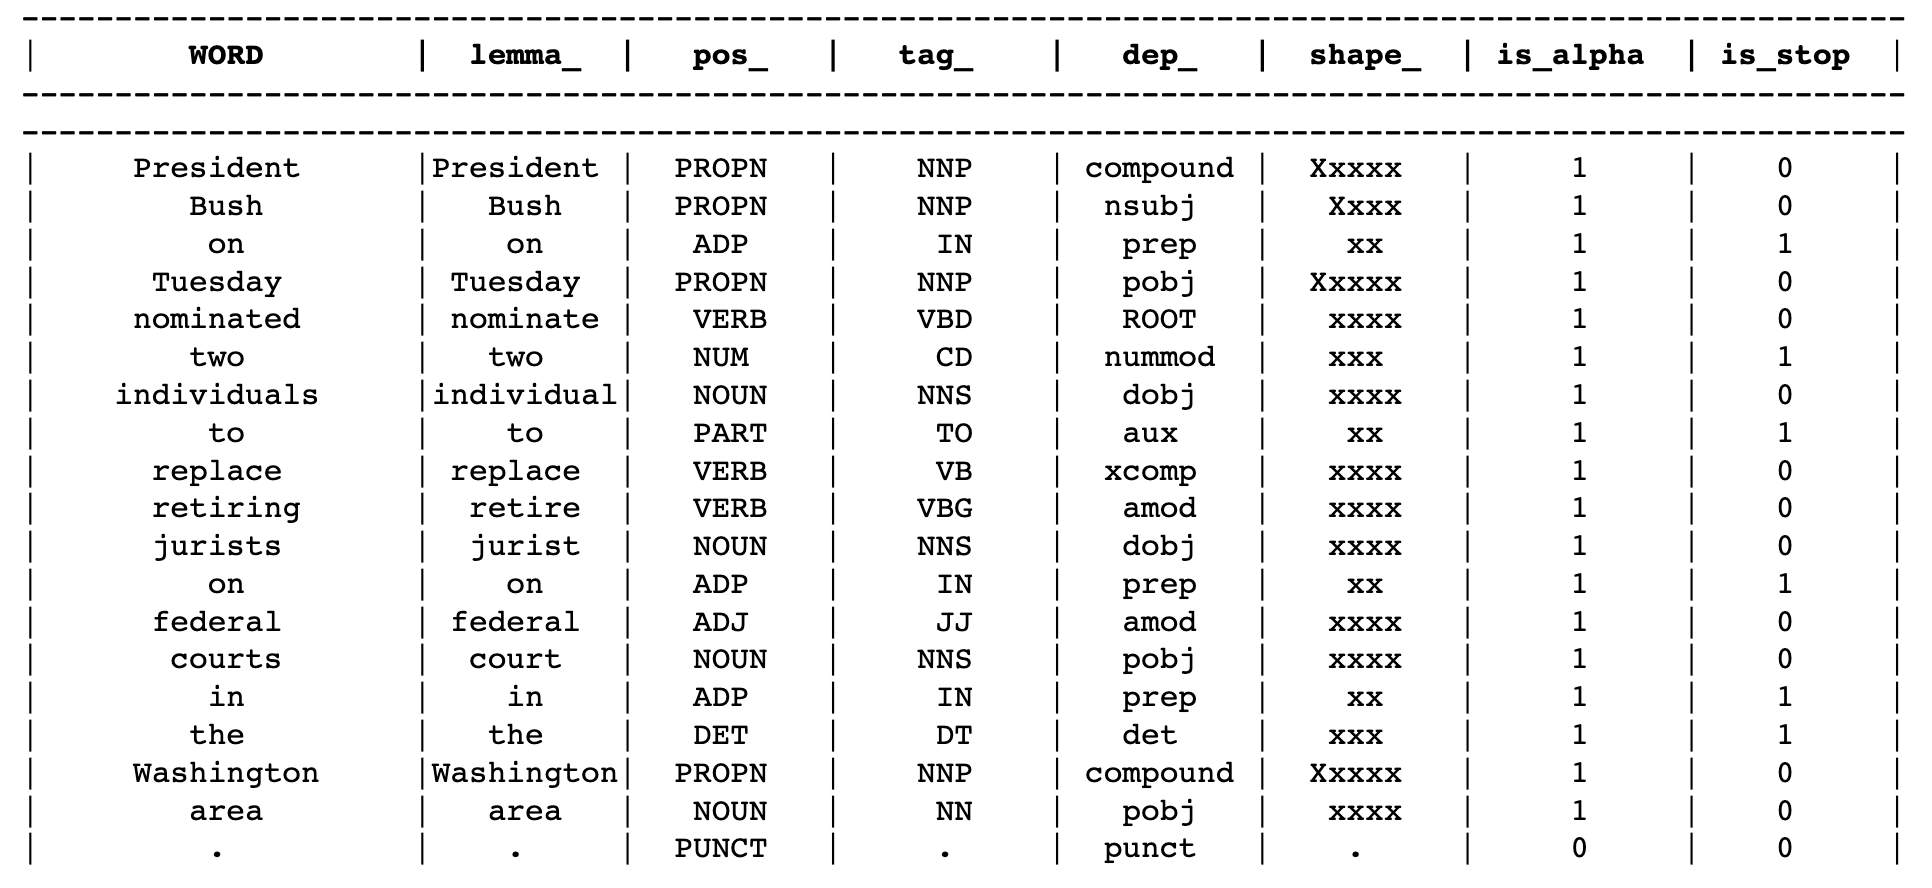 | WORD | lemma_ | pos_ | tag_ | dep_ | shape_ | is_alpha | is_stop |
| President |President | PROPN | NNP | compound | Xxxxx | 1 | 0 |
| Bush | Bush | PROPN | NNP | nsubj | Xxxx | 1 | 0 |
| on | on | ADP | IN | prep | xx | 1 | 1 |
| Tuesday | Tuesday | PROPN | NNP | pobj | Xxxxx | 1 | 0 |
| nominated | nominate | VERB | VBD | ROOT | xxxx | 1 | 0 |
| two | two | NUM | CD | nummod | xxx | 1 | 1 |
| individuals |individual| NOUN | NNS | dobj | xxxx | 1 | 0 |
| to | to | PART | TO | aux | xx | 1 | 1 |
| replace | replace | VERB | VB | xcomp | xxxx | 1 | 0 |
| retiring | retire | VERB | VBG | amod | xxxx | 1 | 0 |
| jurists | jurist | NOUN | NNS | dobj | xxxx | 1 | 0 |
| on | on | ADP | IN | prep | xx | 1 | 1 |
| federal | federal | ADJ | JJ | amod | xxxx | 1 | 0 |
| courts | court | NOUN | NNS | pobj | xxxx | 1 | 0 |
| in | in | ADP | IN | prep | xx | 1 | 1 |
| the | the | DET | DT | det | xxx | 1 | 1 |
| Washington |Washington| PROPN | NNP | compound | Xxxxx | 1 | 0 |
| area | area | NOUN | NN | pobj | xxxx | 1 | 0 |
| . | . | PUNCT | . | punct | . | 0 | 0 |